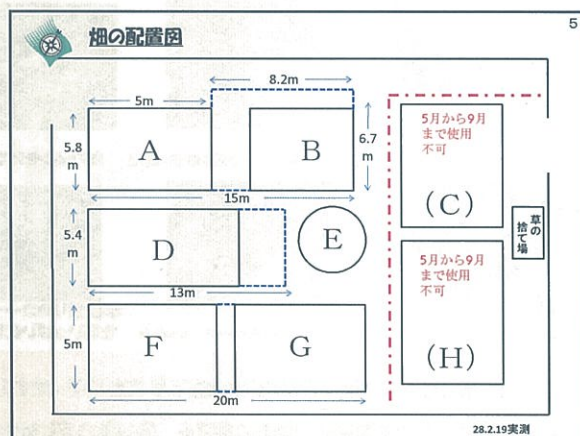 5
畑の配置図
8.2m
5m
5.8
m
A
B
6.7
m
15m
5月から9月
まで使用
不可
(C)
草の
捨て場
5.4
m
D
E
13m
5月から9月
まで使用
不可
(H)
5m
F
G
20m
28.2.19実測